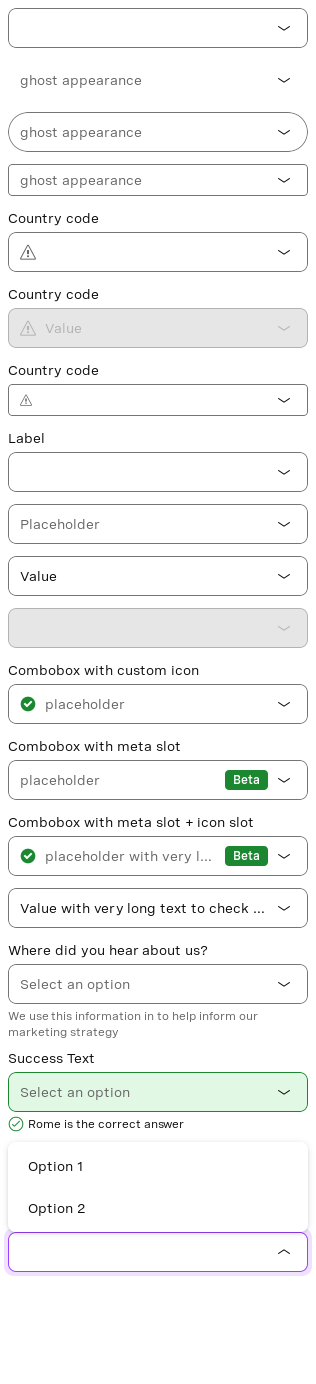 ghost appearance
ghost appearance
ghost appearance
Country code
Country code
Value
Country code
Label
Placeholder
Value
Combobox with custom icon
placeholder
Combobox with meta slot
placeholder Beta
Combobox with meta slot + icon slot
placeholder with very l... Beta
Value with very long text to check ...
Where did you hear about us?
Select an option
We use this information in to help inform our
marketing strategy
Success Text
Select an option
Rome is the correct answer
Option 1
Option 2